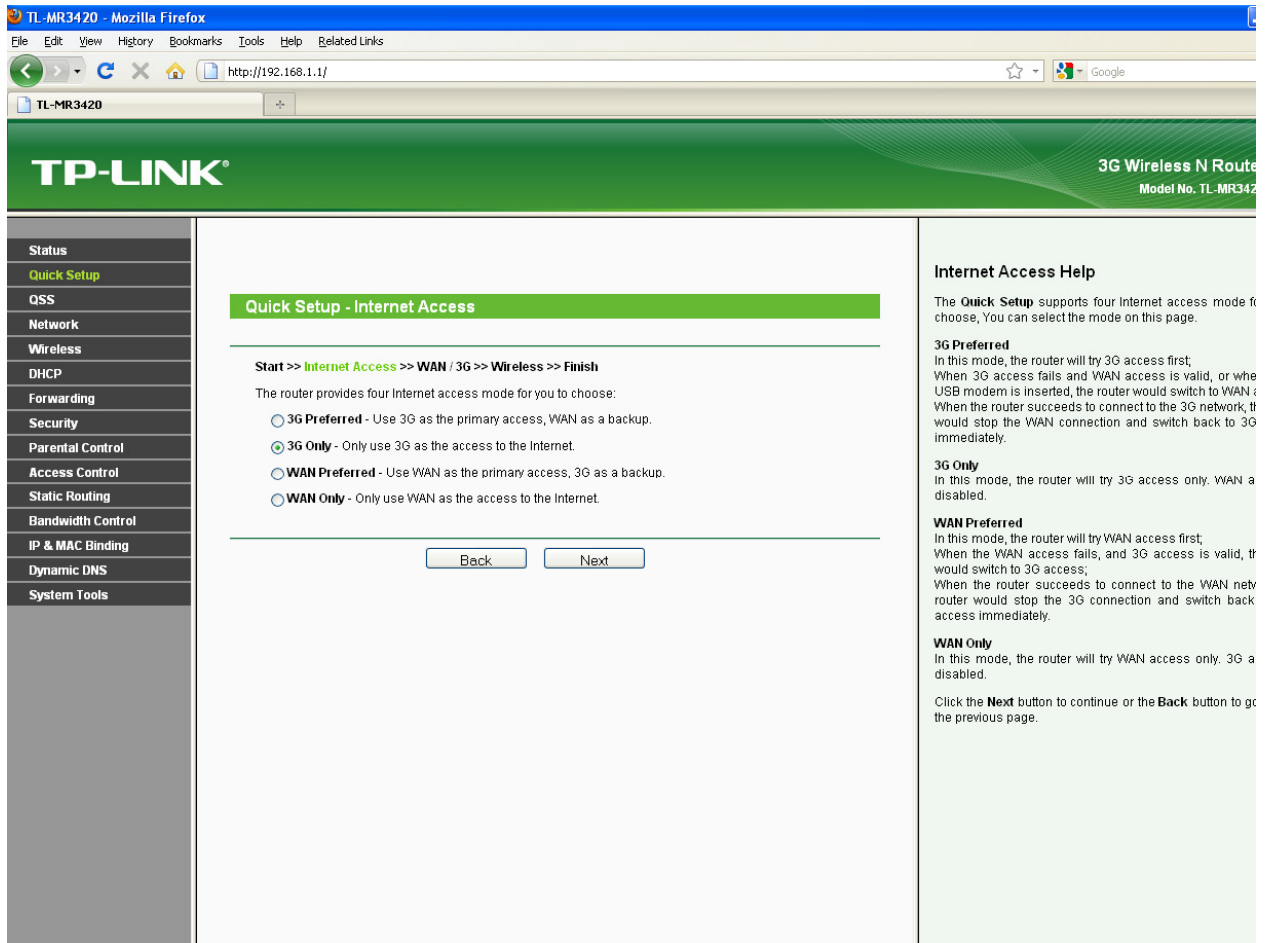 TL-MR3420 - Mozilla Firefox
File Edit View History Bookmarks Tools Help Related Links
http://192.168.1.1/
Google
TL-MR3420
TP-LINK®
3G Wireless N
Model No.
Status
Quick Setup
QSS
Network
Wireless
DHCP
Forwarding
Security
Parental Control
Access Control
Static Routing
Bandwidth Control
IP & MAC Binding
Dynamic DNS
System Tools
Quick Setup - Internet Access
Start >> Internet Access >> WAN / 3G >> Wireless >> Finish
The router provides four Internet access mode for you to choose:
3G Preferred - Use 3G as the primary access, WAN as a backup.
3G Only - Only use 3G as the access to the Internet.
WAN Preferred - Use WAN as the primary access, 3G as a backup.
WAN Only - Only use WAN as the access to the Internet.
Back Next
Internet Access Help
The Quick Setup supports four Internet access mode
choose, You can select the mode on this page.
3G Preferred
In this mode, the router will try 3G access first;
When 3G access fails and WAN access is valid, or
USB modem is inserted, the router would switch to WAN
When the router succeeds to connect to the 3G network,
would stop the WAN connection and switch back to 3G
immediately.
3G Only
In this mode, the router will try 3G access only. WAN
disabled.
WAN Preferred
In this mode, the router will try WAN access first;
When the WAN access fails, and 3G access is valid,
would switch to 3G access;
When the router succeeds to connect to the WAN
router would stop the 3G connection and switch back
access immediately.
WAN Only
In this mode, the router will try WAN access only. 3G
disabled.
Click the Next button to continue or the Back button to
the previous page.